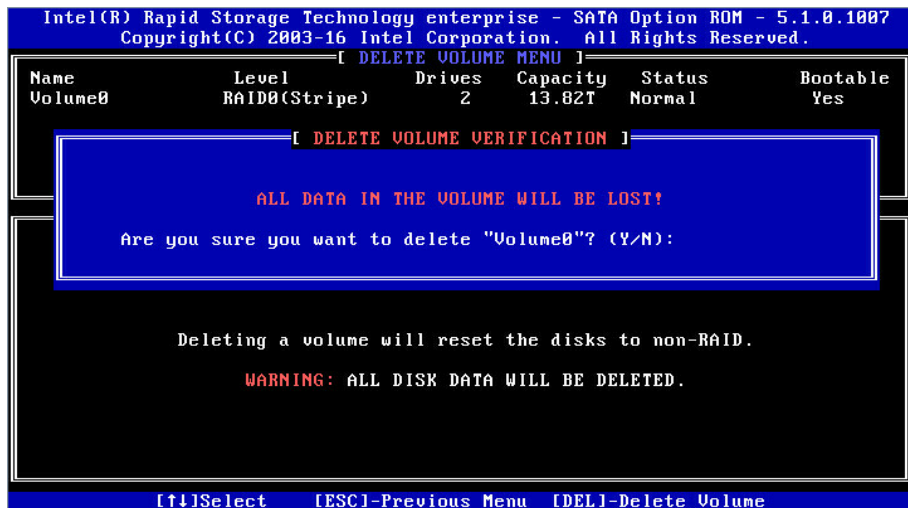 Intel(R) Rapid Storage Technology enterprise - SATA Option ROM - 5.1.0.1007
Copyright(C) 2003-16 Intel Corporation.  All Rights Reserved.
[ DELETE VOLUME MENU ]
Name Level Drives Capacity Status Bootable
Volume0 RAID0(Stripe) 2 13.82T Normal Yes
[ DELETE VOLUME VERIFICATION ]
ALL DATA IN THE VOLUME WILL BE LOST!
Are you sure you want to delete "Volume0"? (Y/N):
Deleting a volume will reset the disks to non-RAID.
WARNING: ALL DISK DATA WILL BE DELETED.
[↑↓]Select [ESC]-Previous Menu [DEL]-Delete Volume